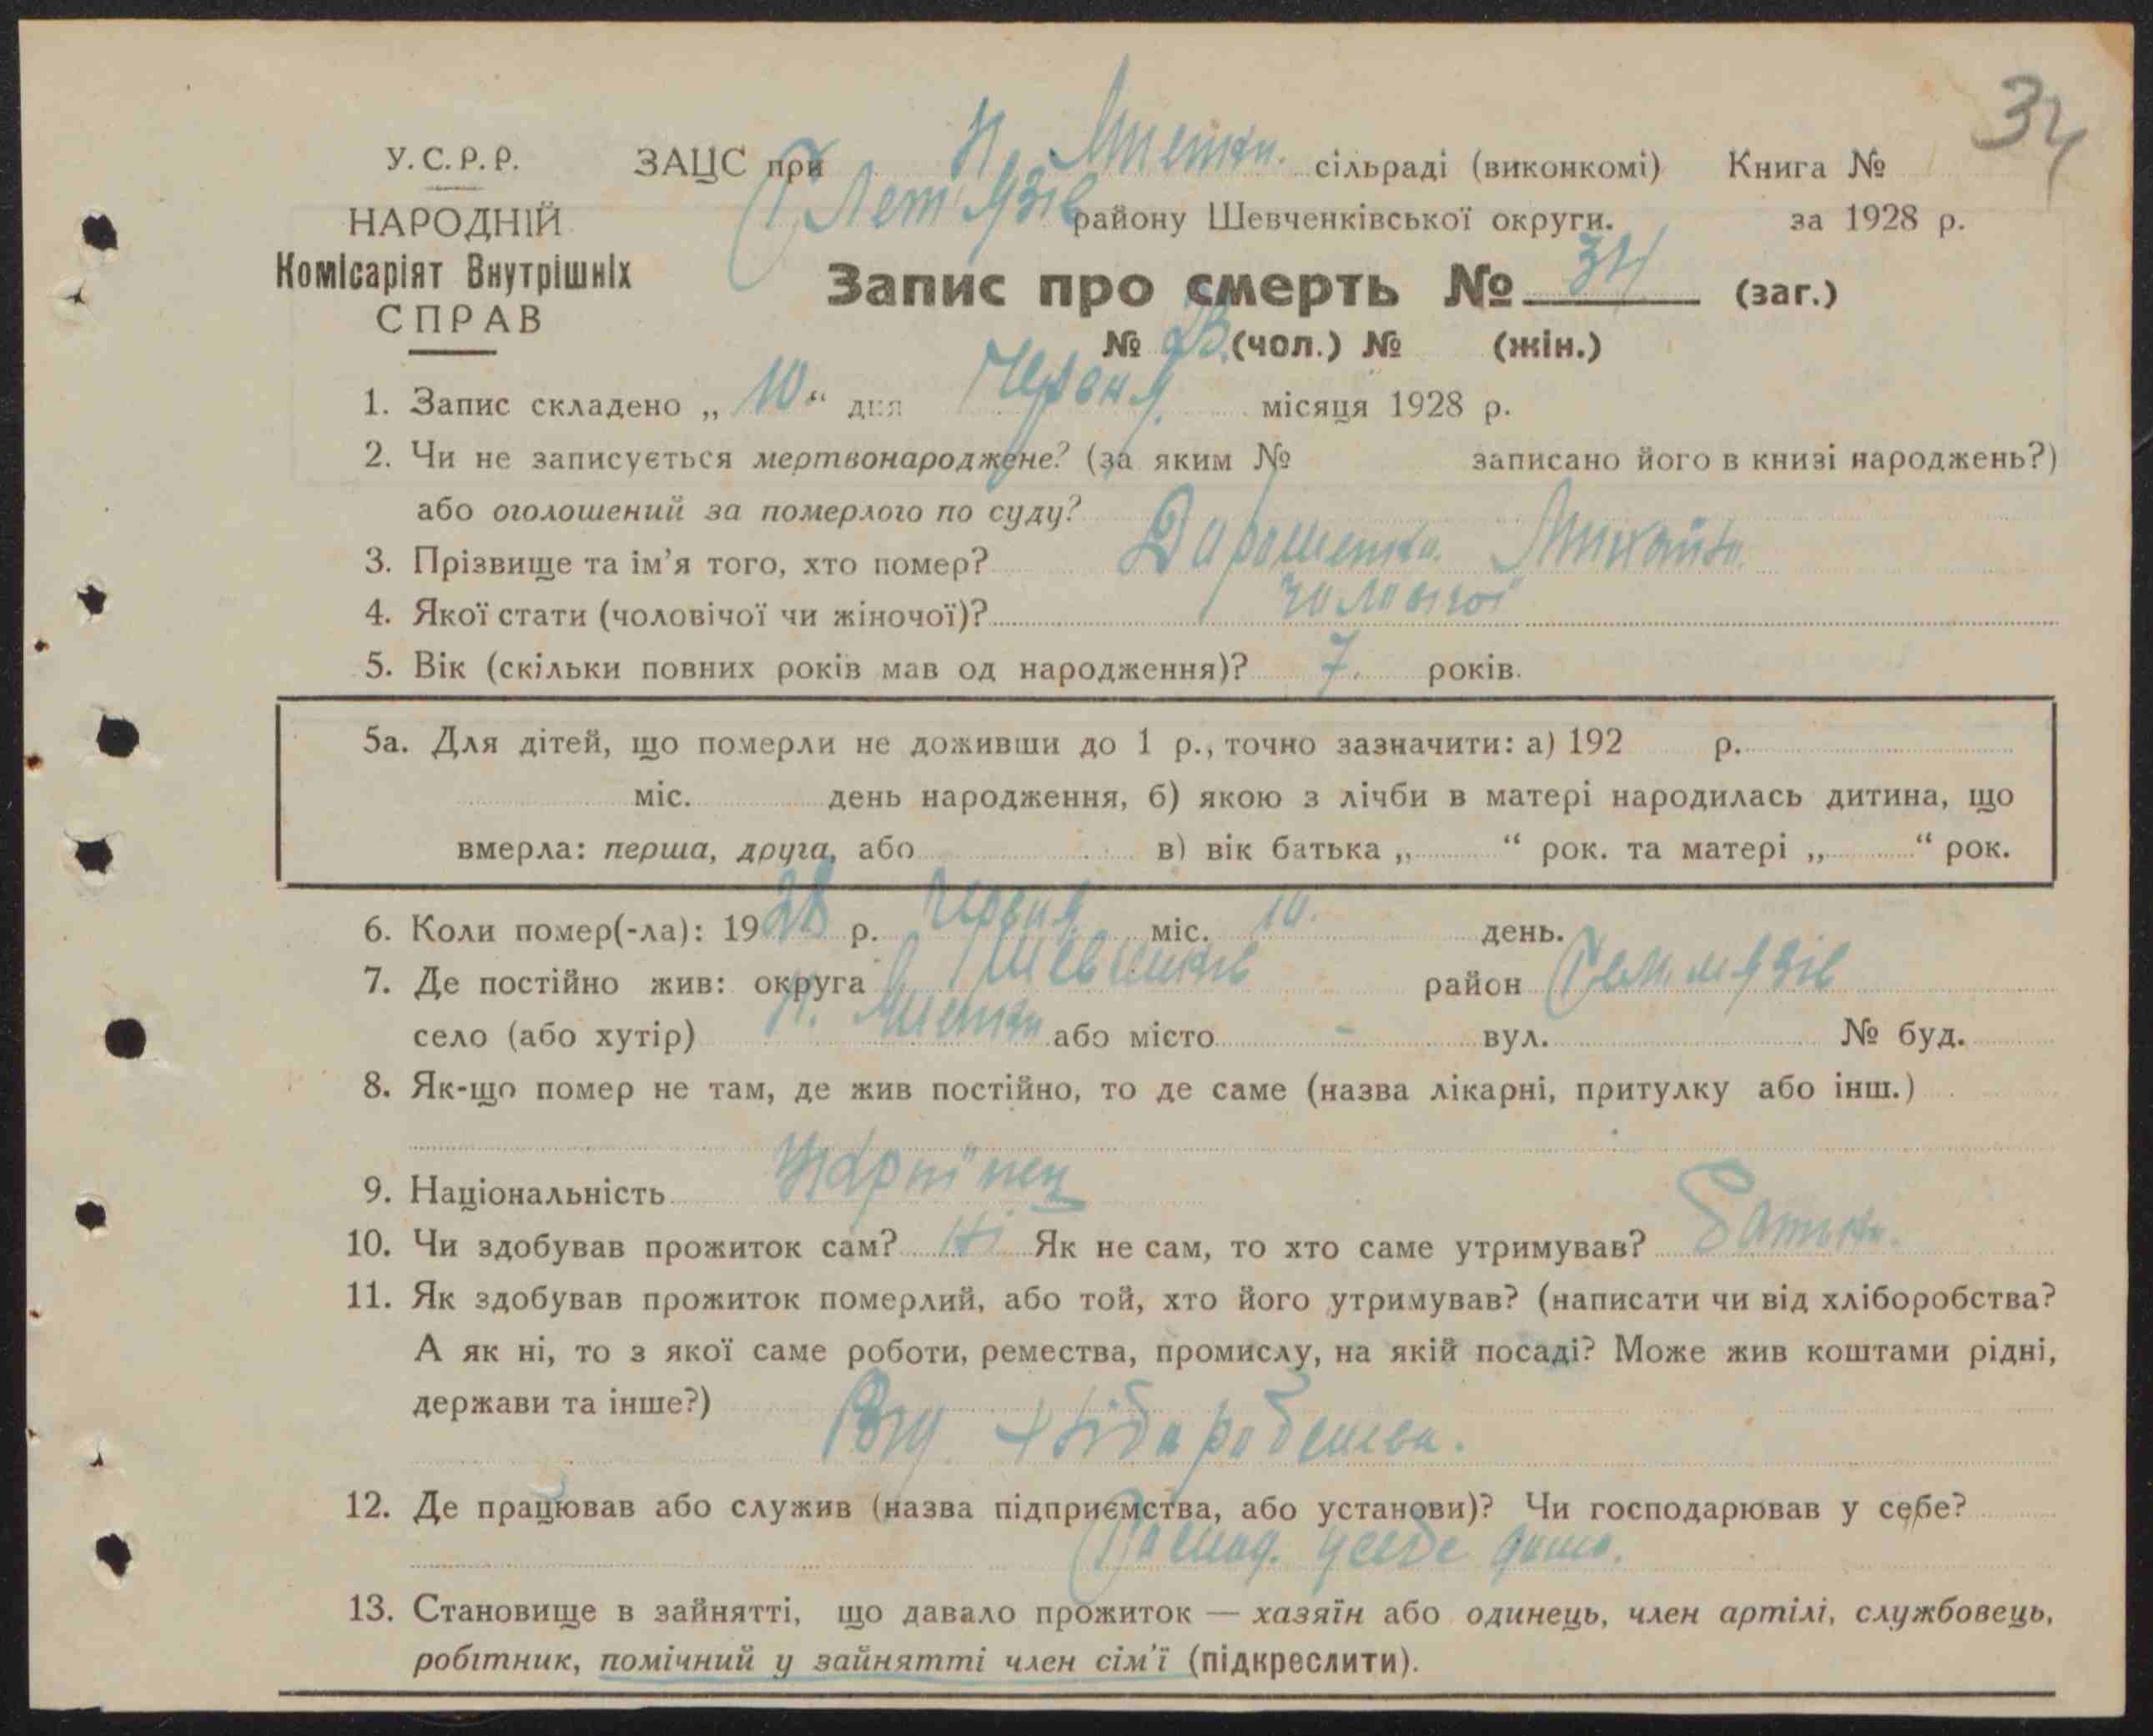 34
У.С.Р.Р. ЗАЦС при Н. сільраді (виконкомі) Книга №
НАРОДНІЙ району Шевченківської округи. за 1928 р.
Комісаріят Внутрішніх
СПРАВ
Запис про смерть № 34 (заг.)
№ (чол.) № (жін.)
1. Запис складено „ 10 “ дня Червня місяця 1928 р.
2. Чи не записується мертвонароджене? (за яким № записано його в книзі народжень?)
або оголошений за померлого по суду?
3. Прізвище та ім’я того, хто помер?
4. Якої стати (чоловічої чи жіночої)?
5. Вік (скільки повних років мав од народження)? 7. років.
5а. Для дітей, що померли не доживши до 1 р., точно зазначити: а) 192 р.
міс. день народження, б) якою з лічби в матері народилась дитина, що
вмерла: перша, друга, або в) вік батька „ “ рок. та матері „ “ рок.
6. Коли помер(-ла): 1928 р. Червня міс. 10. день.
7. Де постійно жив: округа Шевченків район
село (або хутір) Н. або місто - вул. № буд.
8. Як-що помер не там, де жив постійно, то де саме (назва лікарні, притулку або інш.)
9. Національність
10. Чи здобував прожиток сам? Ні Як не сам, то хто саме утримував? Батько.
11. Як здобував прожиток померлий, або той, хто його утримував? (написати чи від хліборобства?
А як ні, то з якої саме роботи, ремества, промислу, на якій посаді? Може жив коштами рідні,
держави та інше?)
12. Де працював або служив (назва підприємства, або установи)? Чи господарював у себе?
13. Становище в зайнятті, що давало прожиток — хазяїн або одинець, член артілі, службовець,
робітник, помічний у зайнятті член сім’ї (підкреслити).